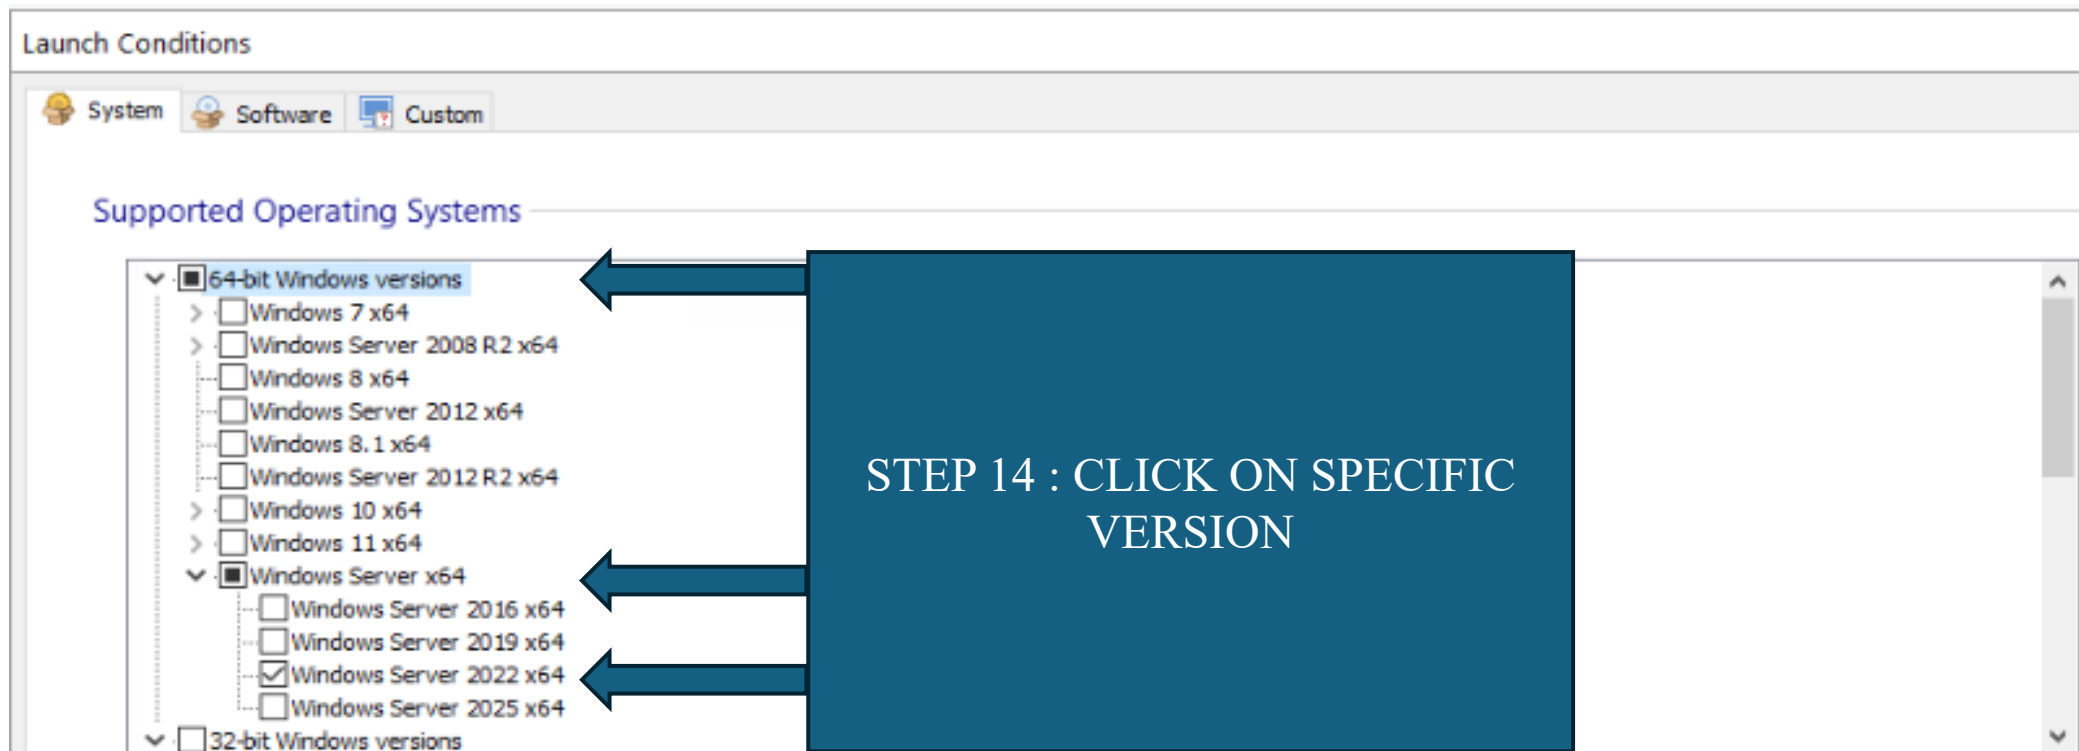 Launch Conditions
System Software Custom
Supported Operating Systems
64-bit Windows versions
Windows 7 x64
Windows Server 2008 R2 x64
Windows 8 x64
Windows Server 2012 x64
Windows 8.1 x64
Windows Server 2012 R2 x64
Windows 10 x64
Windows 11 x64
Windows Server x64
Windows Server 2016 x64
Windows Server 2019 x64
Windows Server 2022 x64
Windows Server 2025 x64
32-bit Windows versions
STEP 14 : CLICK ON SPECIFIC
VERSION